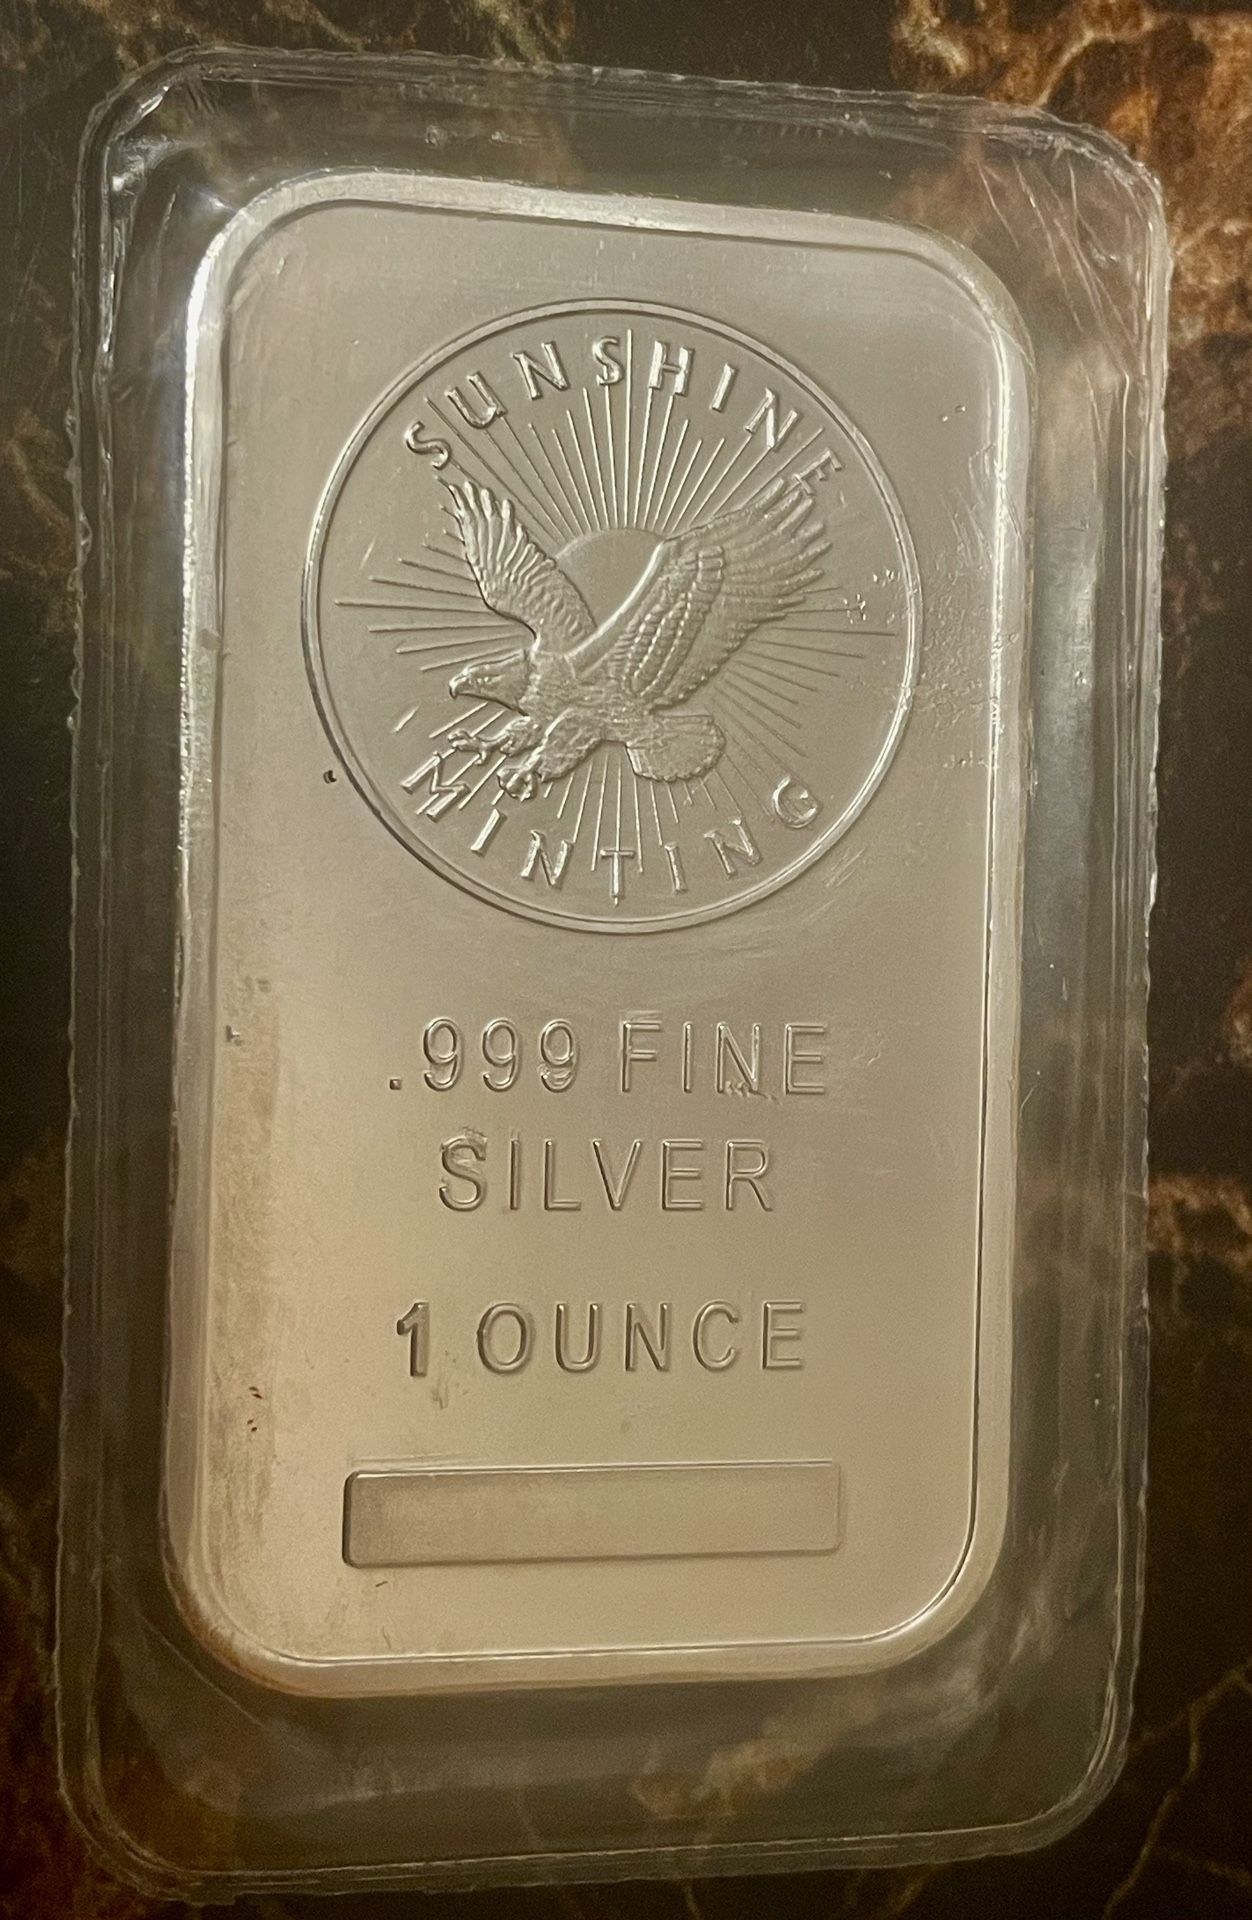 SUNSHINE
MINTING
.999 FINE
SILVER
1 OUNCE